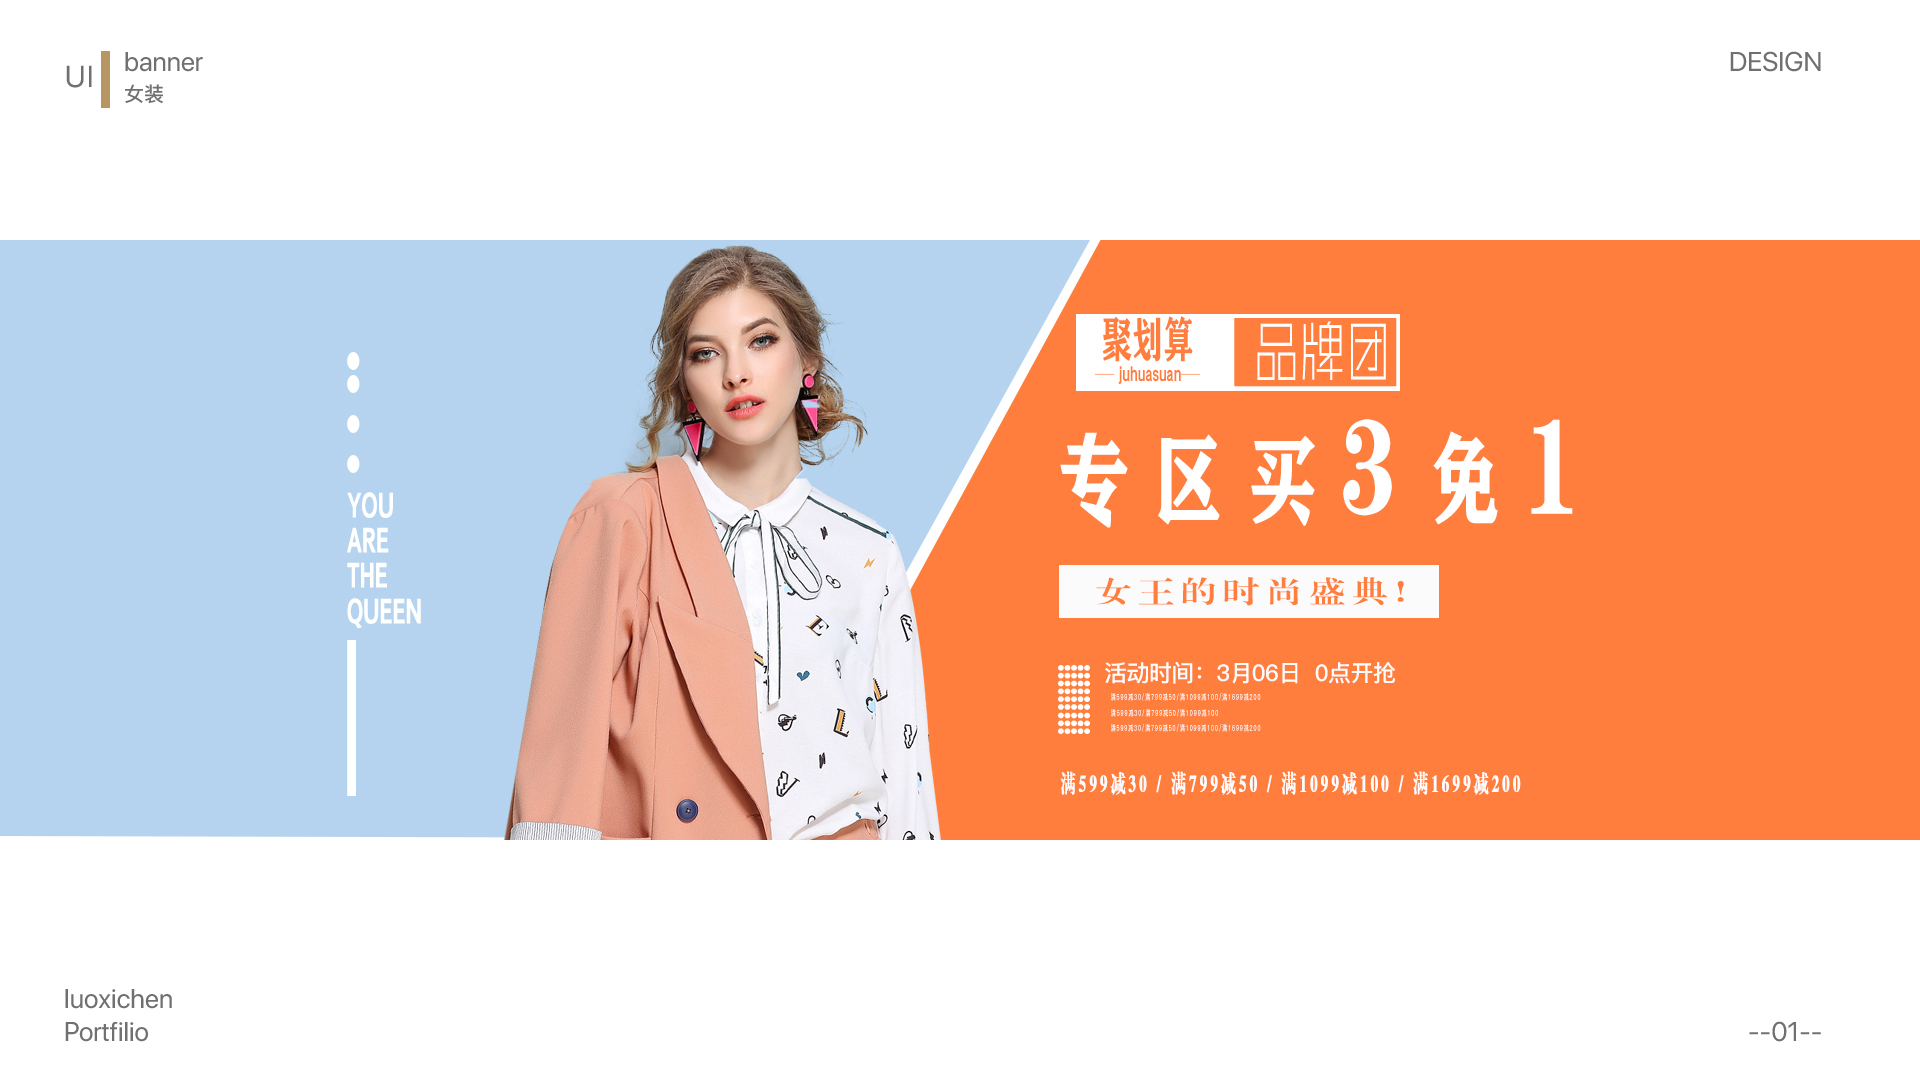 UI
banner
女装
DESIGN
YOU
ARE
THE
QUEEN
聚划算
juhuasuan
品牌团
专区买3免1
女王的时尚盛典!
活动时间：3月06日 0点开抢
满599减30/满799减50/满1099减100/满1699减200
满599减30/满799减50/满1099减100
满599减30/满799减50/满1099减100/满1699减200
满599减30 / 满799减50 / 满1099减100 / 满1699减200
luoxichen
Portfilio
--01--